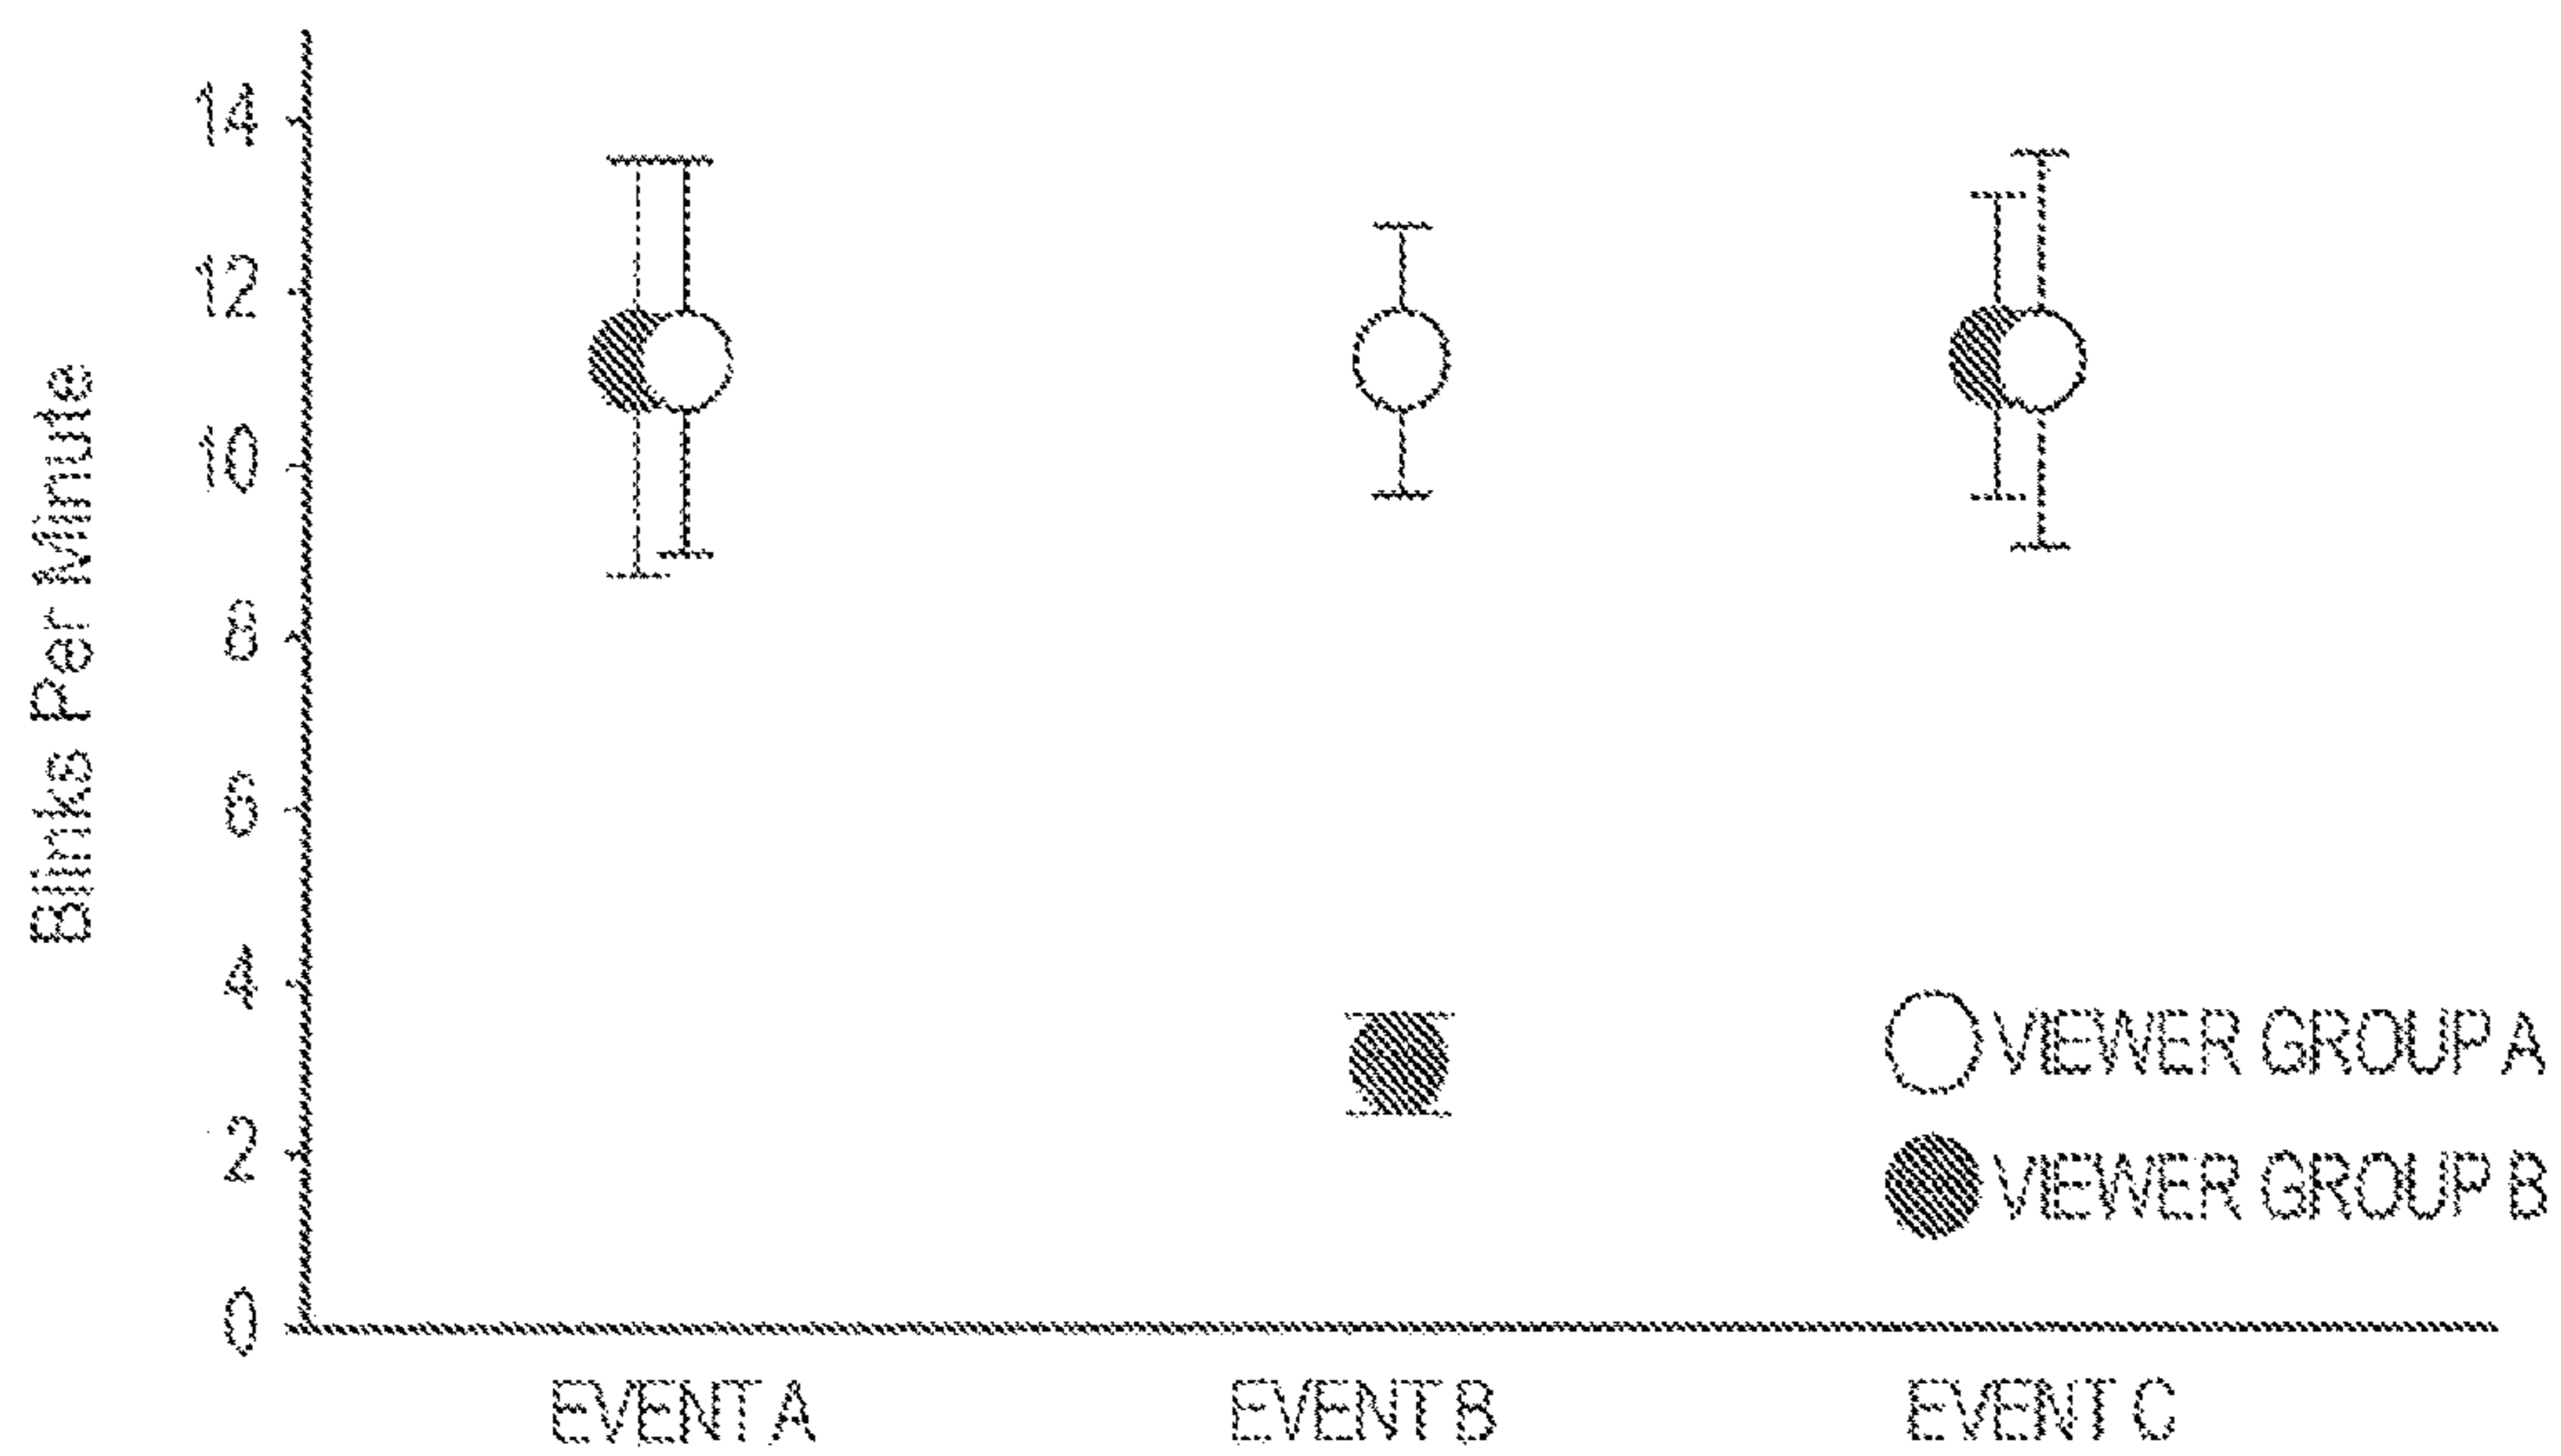 Blinks Per Minute
14
12
10
8
6
4
2
0
EVENT A
EVENT B
EVENT C
VIEWER GROUP A
VIEWER GROUP B